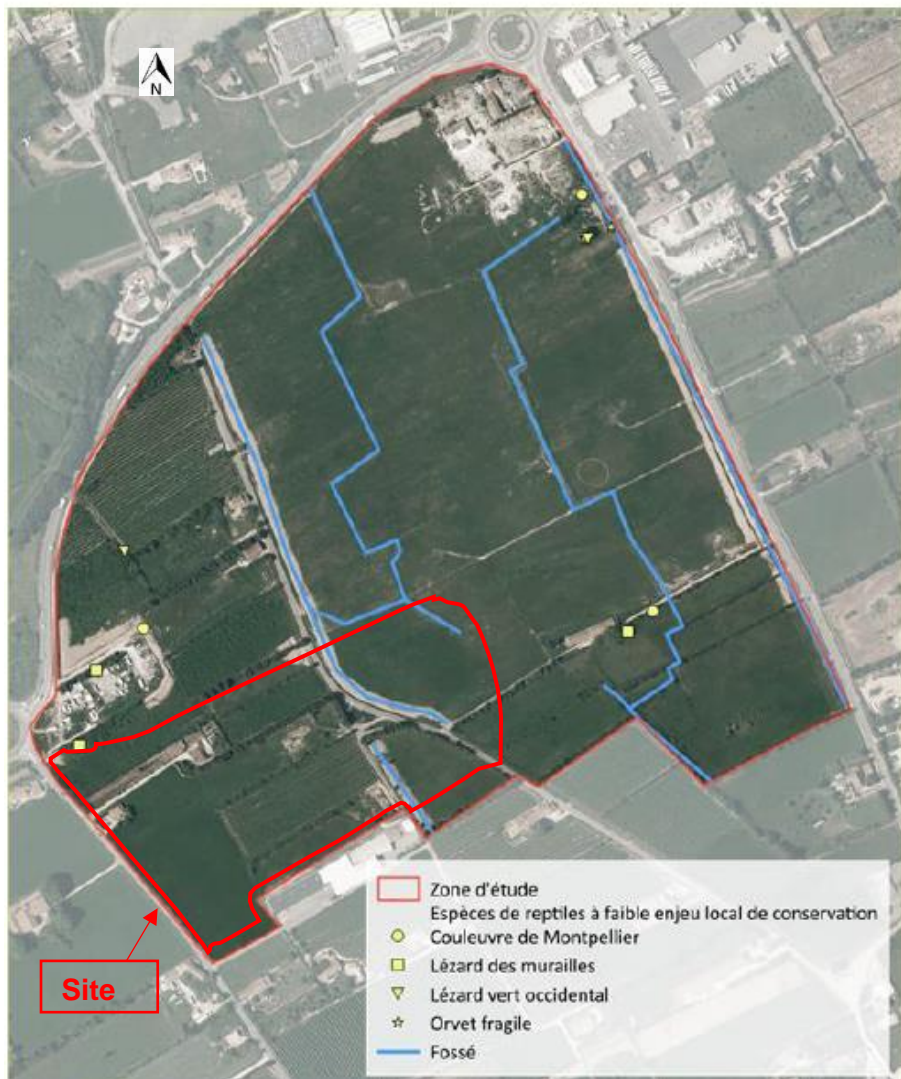 N
Zone d'étude
Espèces de reptiles à faible enjeu local de conservation
Couleuvre de Montpellier
Lézard des murailles
Lézard vert occidental
Orvet fragile
Fossé
Site